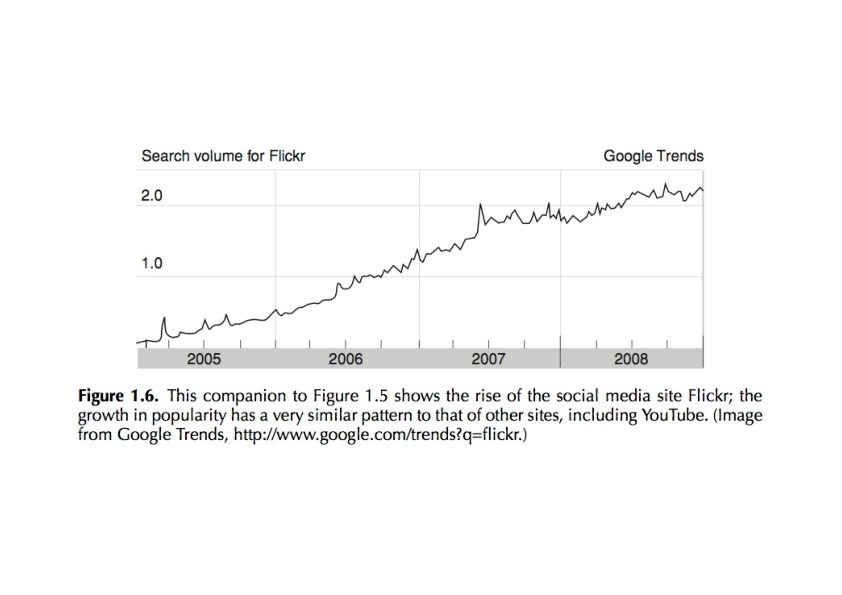 Search volume for Flickr
Google Trends
2.0
1.0
2005 2006 2007 2008
Figure 1.6. This companion to Figure 1.5 shows the rise of the social media site Flickr; the
growth in popularity has a very similar pattern to that of other sites, including YouTube. (Image
from Google Trends, http://www.google.com/trends?q=flickr.)